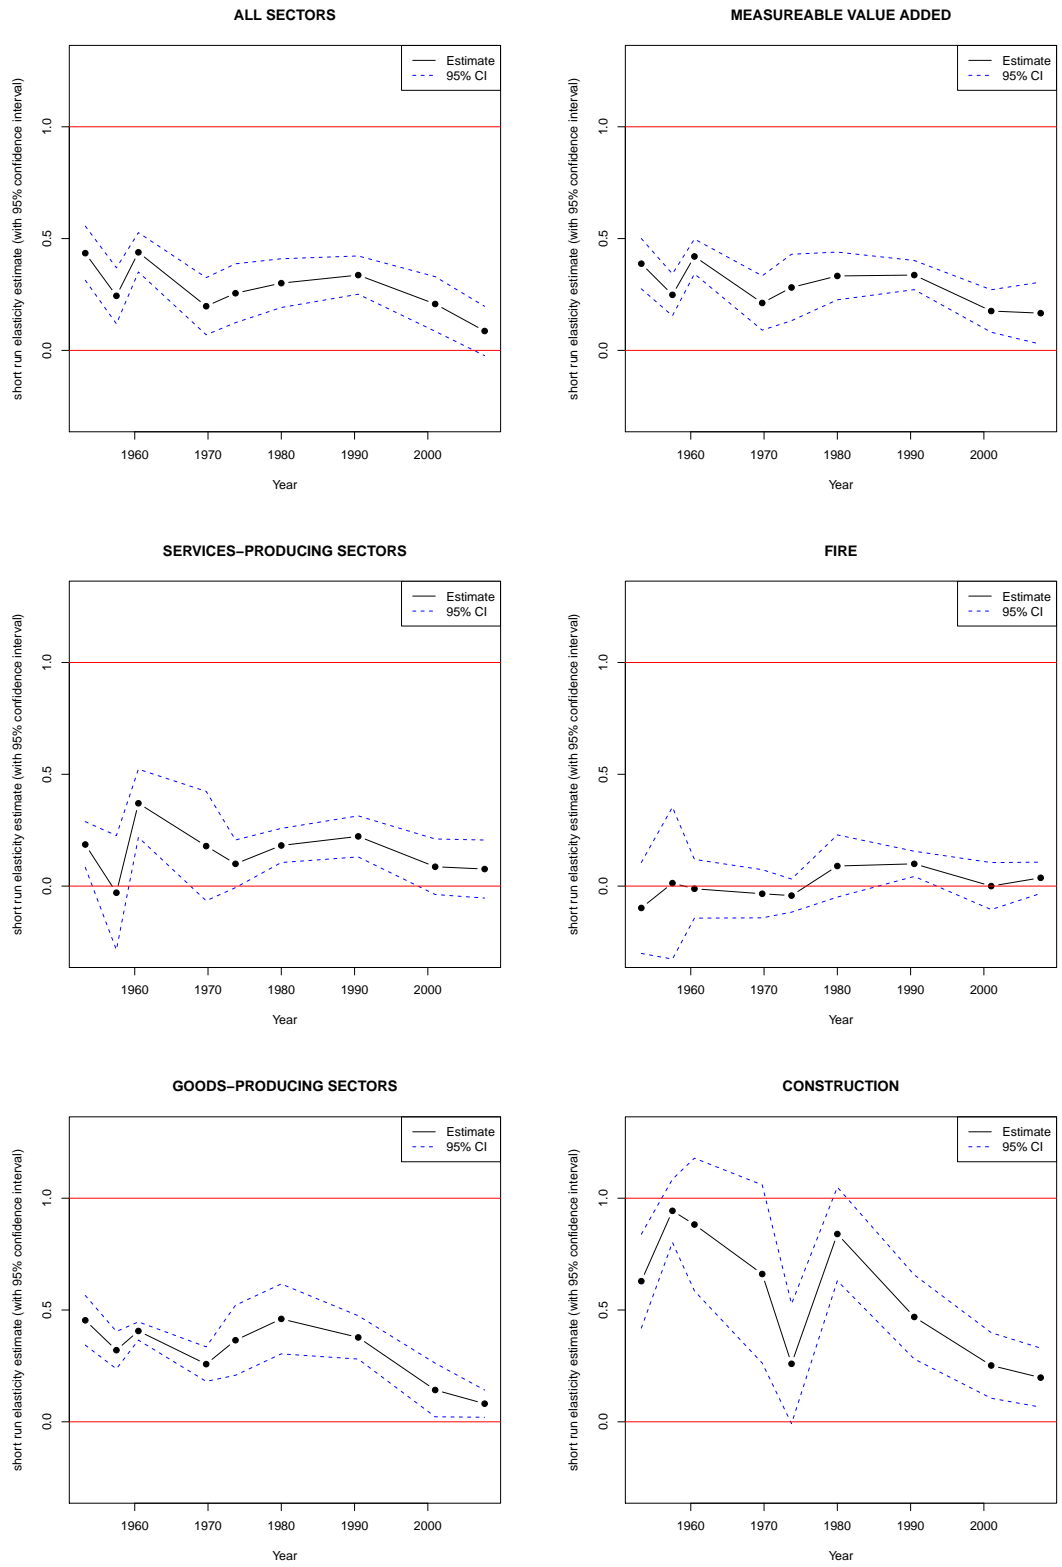 ALL SECTORS
Estimate
95% CI
short run elasticity estimate (with 95% confidence interval)
1.0
0.5
0.0
1960 1970 1980 1990 2000
Year
MEASUREABLE VALUE ADDED
Estimate
95% CI
short run elasticity estimate (with 95% confidence interval)
1.0
0.5
0.0
1960 1970 1980 1990 2000
Year
SERVICES−PRODUCING SECTORS
Estimate
95% CI
short run elasticity estimate (with 95% confidence interval)
1.0
0.5
0.0
1960 1970 1980 1990 2000
Year
FIRE
Estimate
95% CI
short run elasticity estimate (with 95% confidence interval)
1.0
0.5
0.0
1960 1970 1980 1990 2000
Year
GOODS−PRODUCING SECTORS
Estimate
95% CI
short run elasticity estimate (with 95% confidence interval)
1.0
0.5
0.0
1960 1970 1980 1990 2000
Year
CONSTRUCTION
Estimate
95% CI
short run elasticity estimate (with 95% confidence interval)
1.0
0.5
0.0
1960 1970 1980 1990 2000
Year